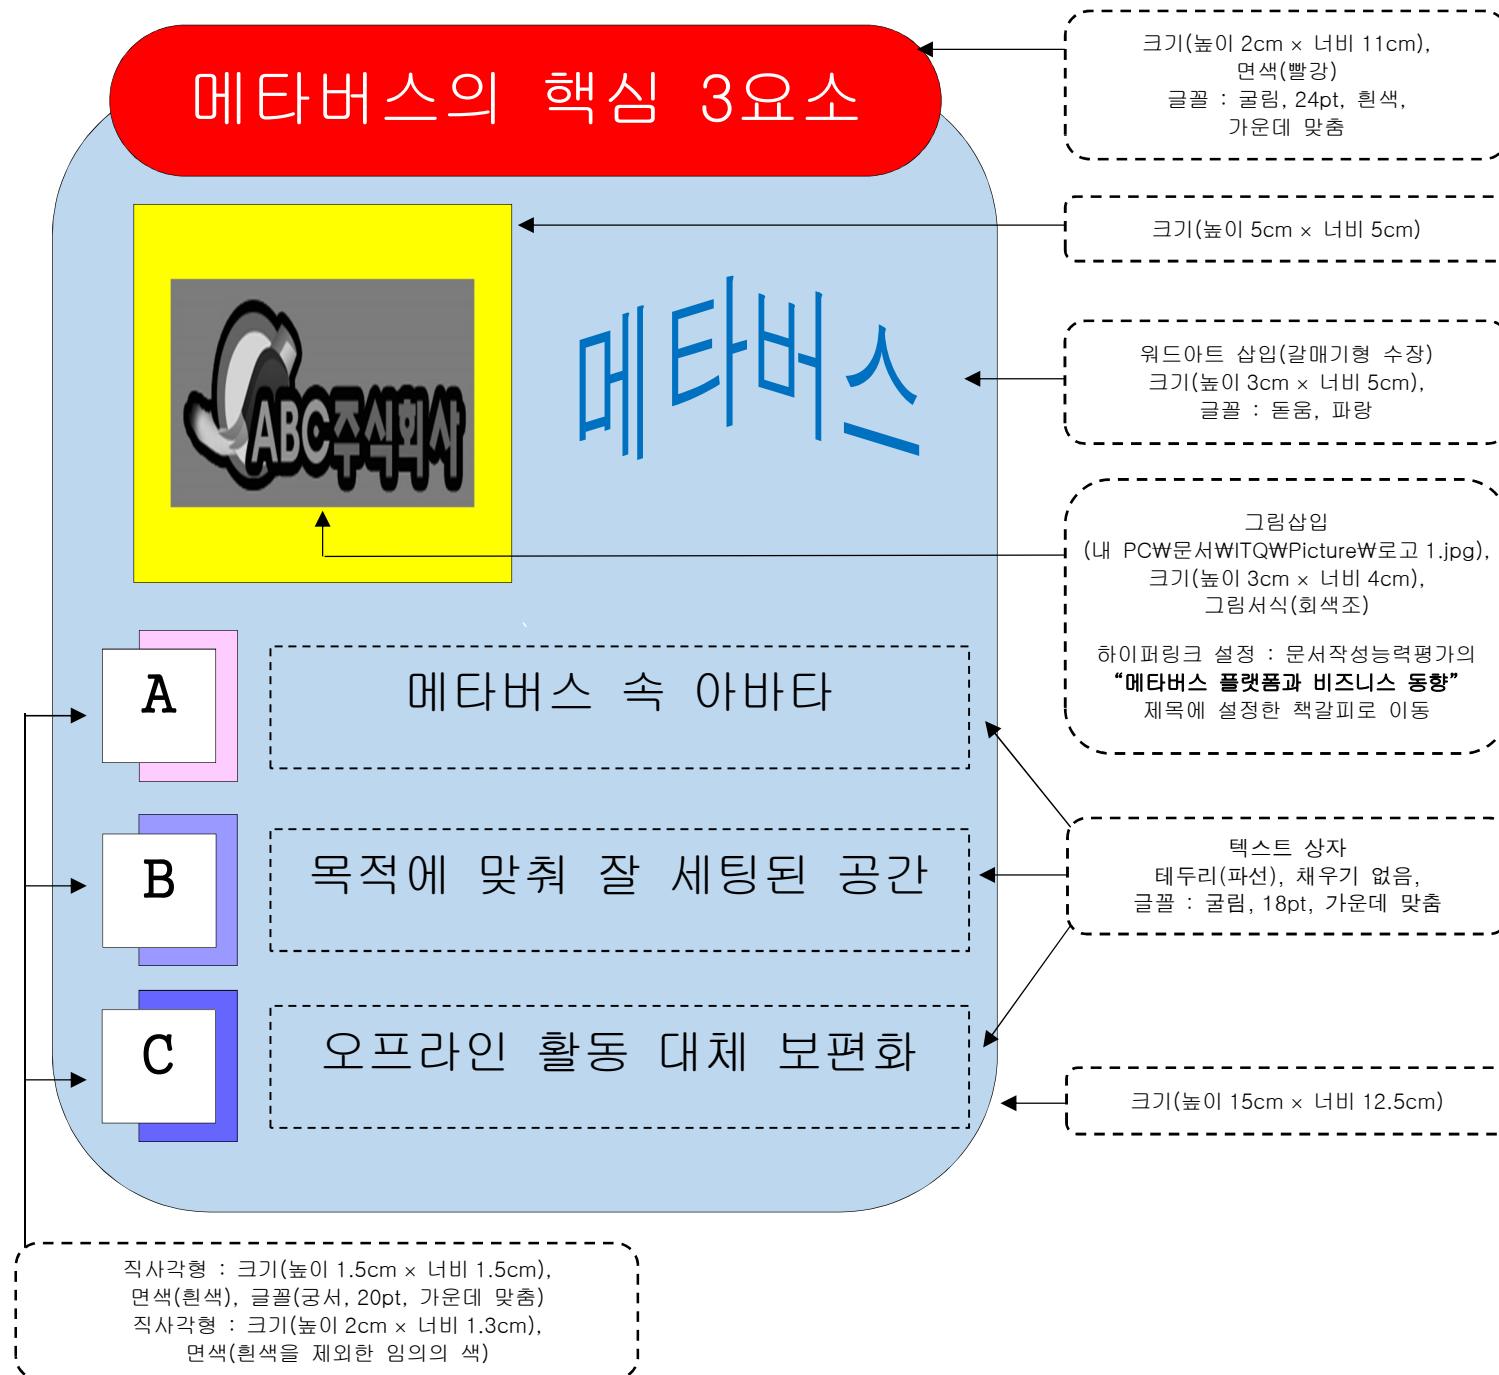 메타버스의 핵심 3요소
크기(높이 2cm × 너비 11cm),
면색(빨강)
글꼴 : 굴림, 24pt, 흰색,
가운데 맞춤
크기(높이 5cm × 너비 5cm)
ABC주식회사
메타버스
워드아트 삽입(갈매기형 수장)
크기(높이 3cm × 너비 5cm),
글꼴 : 돋움, 파랑
그림삽입
(내 PC₩문서₩ITQ₩Picture₩로고 1.jpg),
크기(높이 3cm × 너비 4cm),
그림서식(회색조)
하이퍼링크 설정 : 문서작성능력평가의
“메타버스 플랫폼과 비즈니스 동향”
제목에 설정한 책갈피로 이동
A
메타버스 속 아바타
B
목적에 맞춰 잘 세팅된 공간
텍스트 상자
테두리(파선), 채우기 없음,
글꼴 : 굴림, 18pt, 가운데 맞춤
C
오프라인 활동 대체 보편화
크기(높이 15cm × 너비 12.5cm)
직사각형 : 크기(높이 1.5cm × 너비 1.5cm),
면색(흰색), 글꼴(궁서, 20pt, 가운데 맞춤)
직사각형 : 크기(높이 2cm × 너비 1.3cm),
면색(흰색을 제외한 임의의 색)